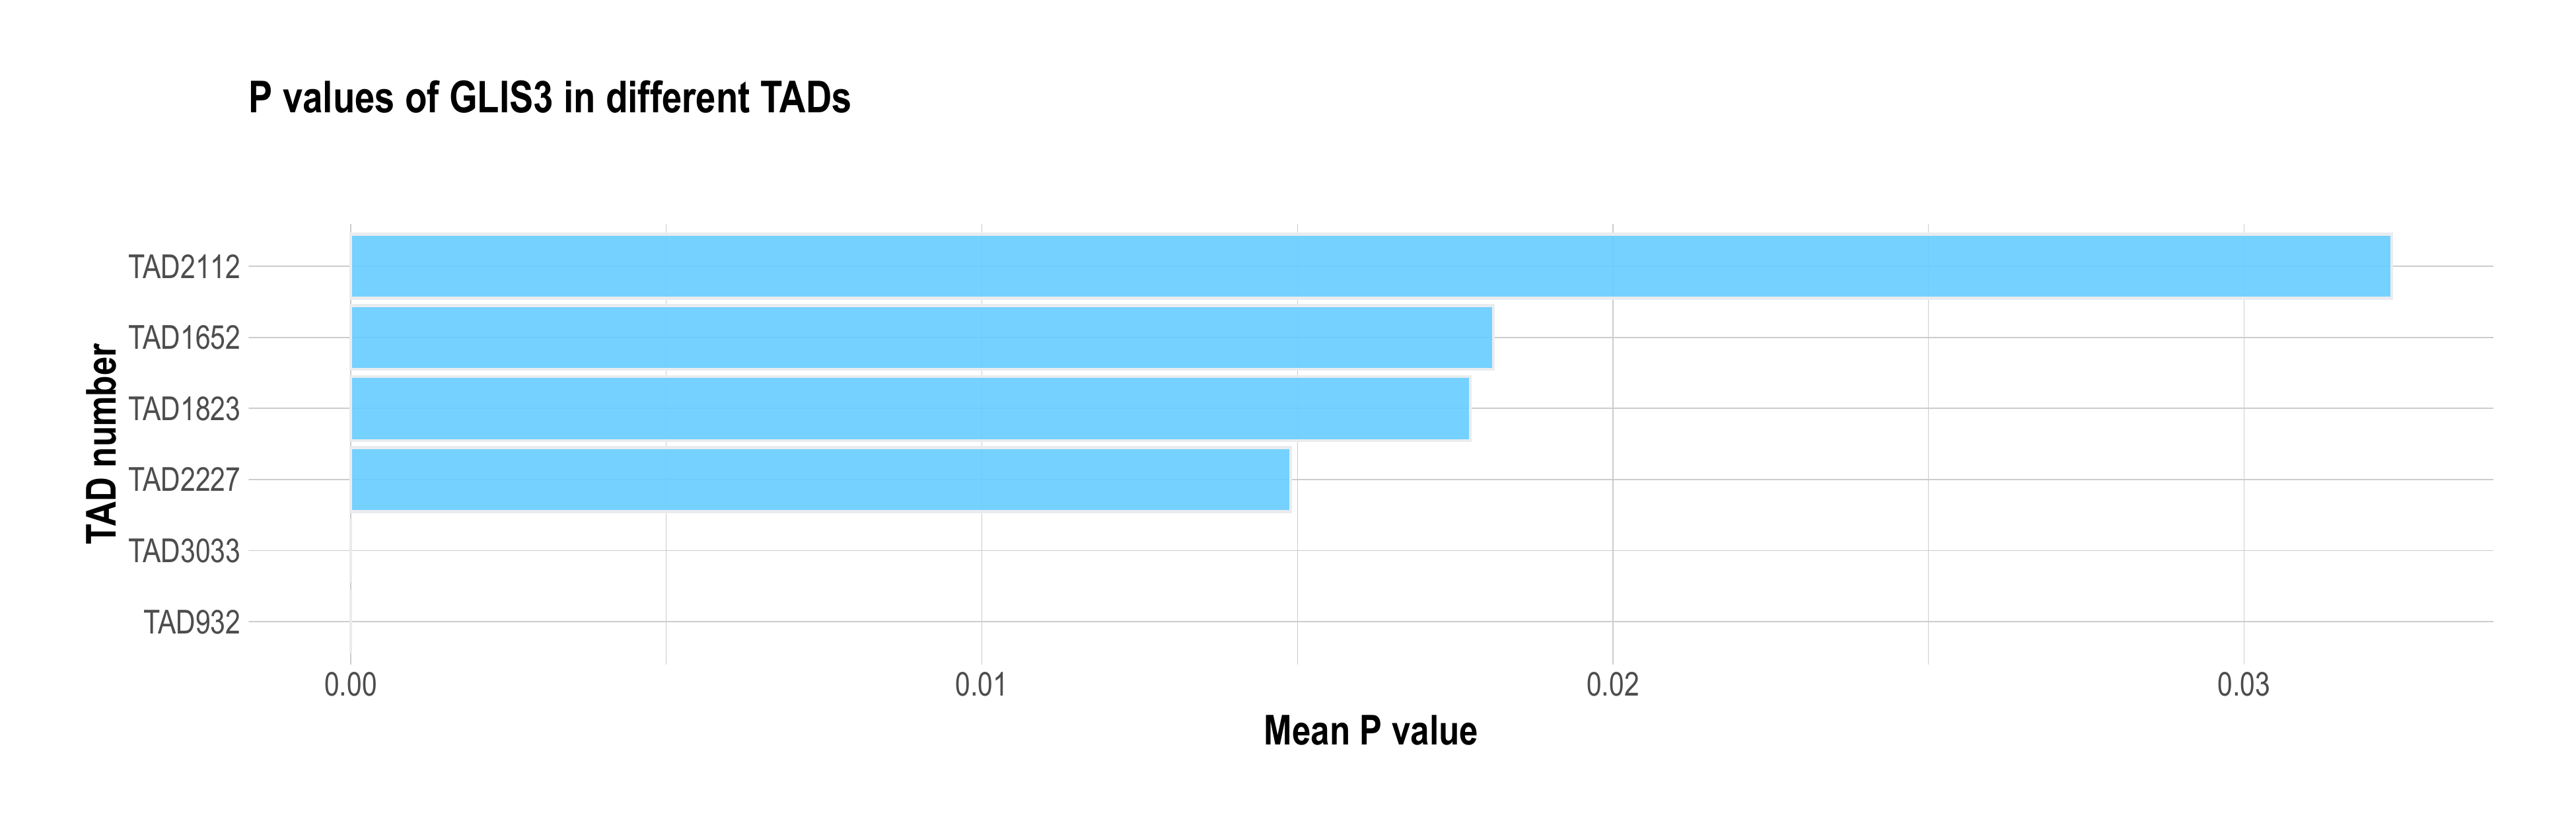 P values of GLIS3 in different TADs
TAD number
TAD2112
TAD1652
TAD1823
TAD2227
TAD3033
TAD932
0.00
0.01
0.02
0.03
Mean P value